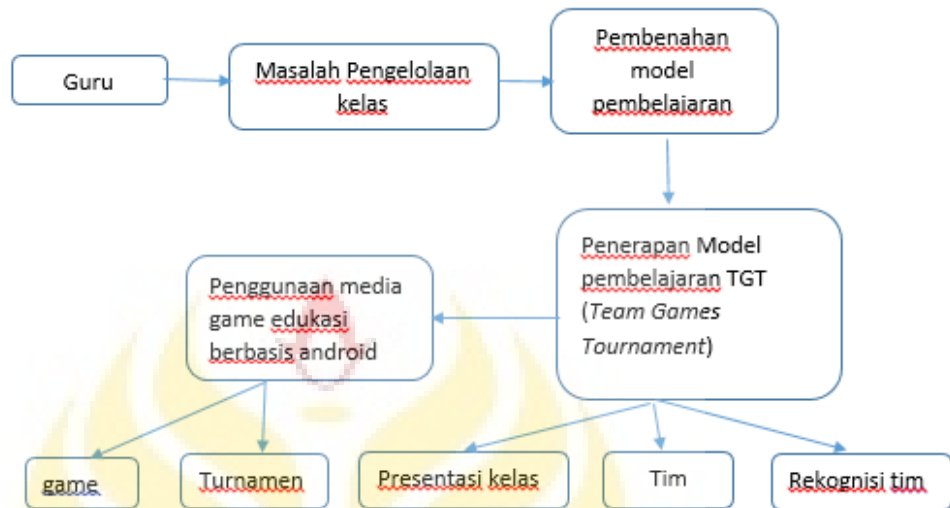 Guru
Masalah Pengelolaan
kelas
Pembenahan
model
pembelajaran
Penerapan Model
pembelajaran TGT
(Team Games
Tournament)
Penggunaan media
game edukasi
berbasis android
game
Turnamen
Presentasi kelas
Tim
Rekognisi tim